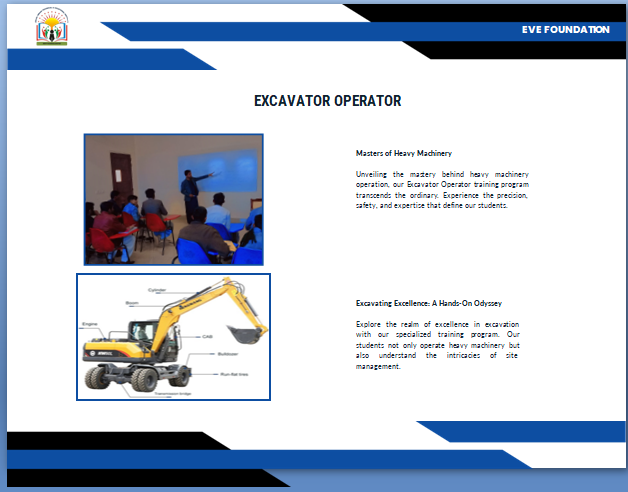 EVE FOUNDATION
EXCAVATOR OPERATOR
Masters of Heavy Machinery
Unveiling the mastery behind heavy machinery
operation, our Excavator Operator training program
transcends the ordinary. Experience the precision,
safety, and expertise that define our students.
Cylinder
Boom
Engine
CAB
Bulldozer
Run-flat tires
Transmission bridge
Excavating Excellence: A Hands-On Odyssey
Explore the realm of excellence in excavation
with our specialized training program. Our
students not only operate heavy machinery but
also understand the intricacies of site
management.